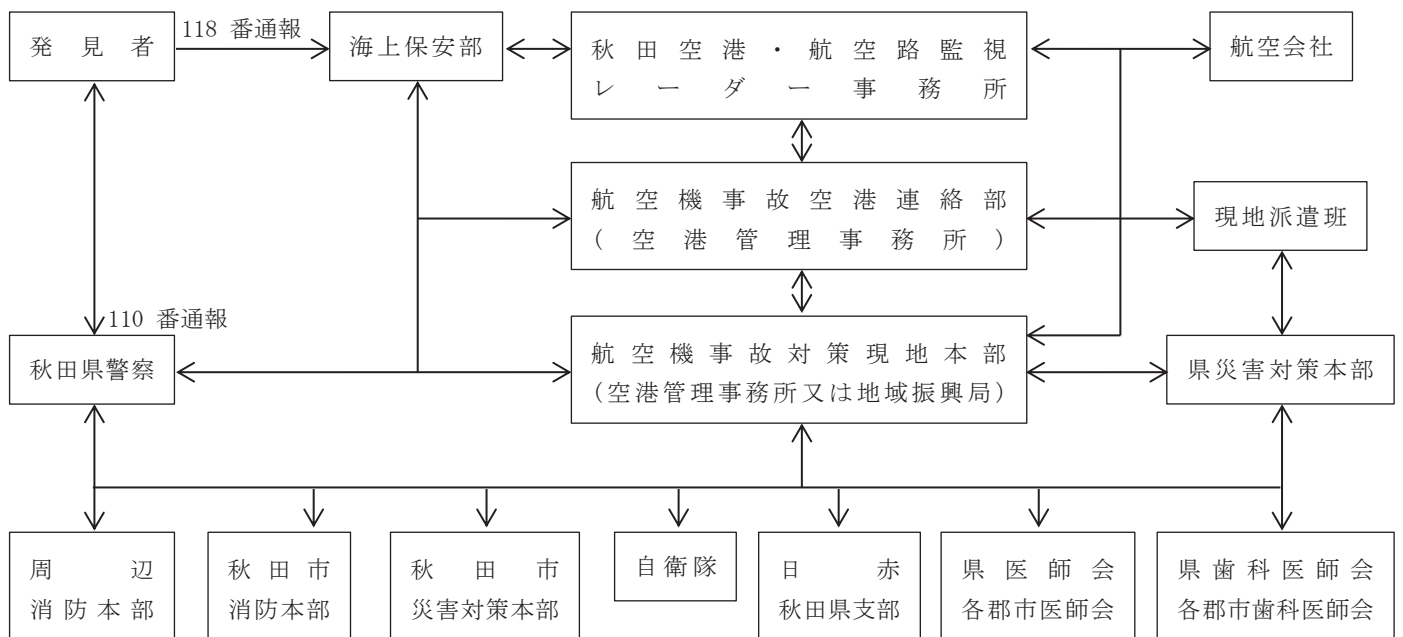 発見者
118 番通報
海上保安部
秋田空港・航空路監視
レーダー事務所
航空会社
航空機事故空港連絡部
(空港管理事務所)
現地派遣班
110 番通報
秋田県警察
航空機事故対策現地本部
(空港管理事務所又は地域振興局)
県災害対策本部
周辺
消防本部
秋田市
消防本部
秋田市
災害対策本部
自衛隊
日赤
秋田県支部
県医師会
各郡市医師会
県歯科医師会
各郡市歯科医師会